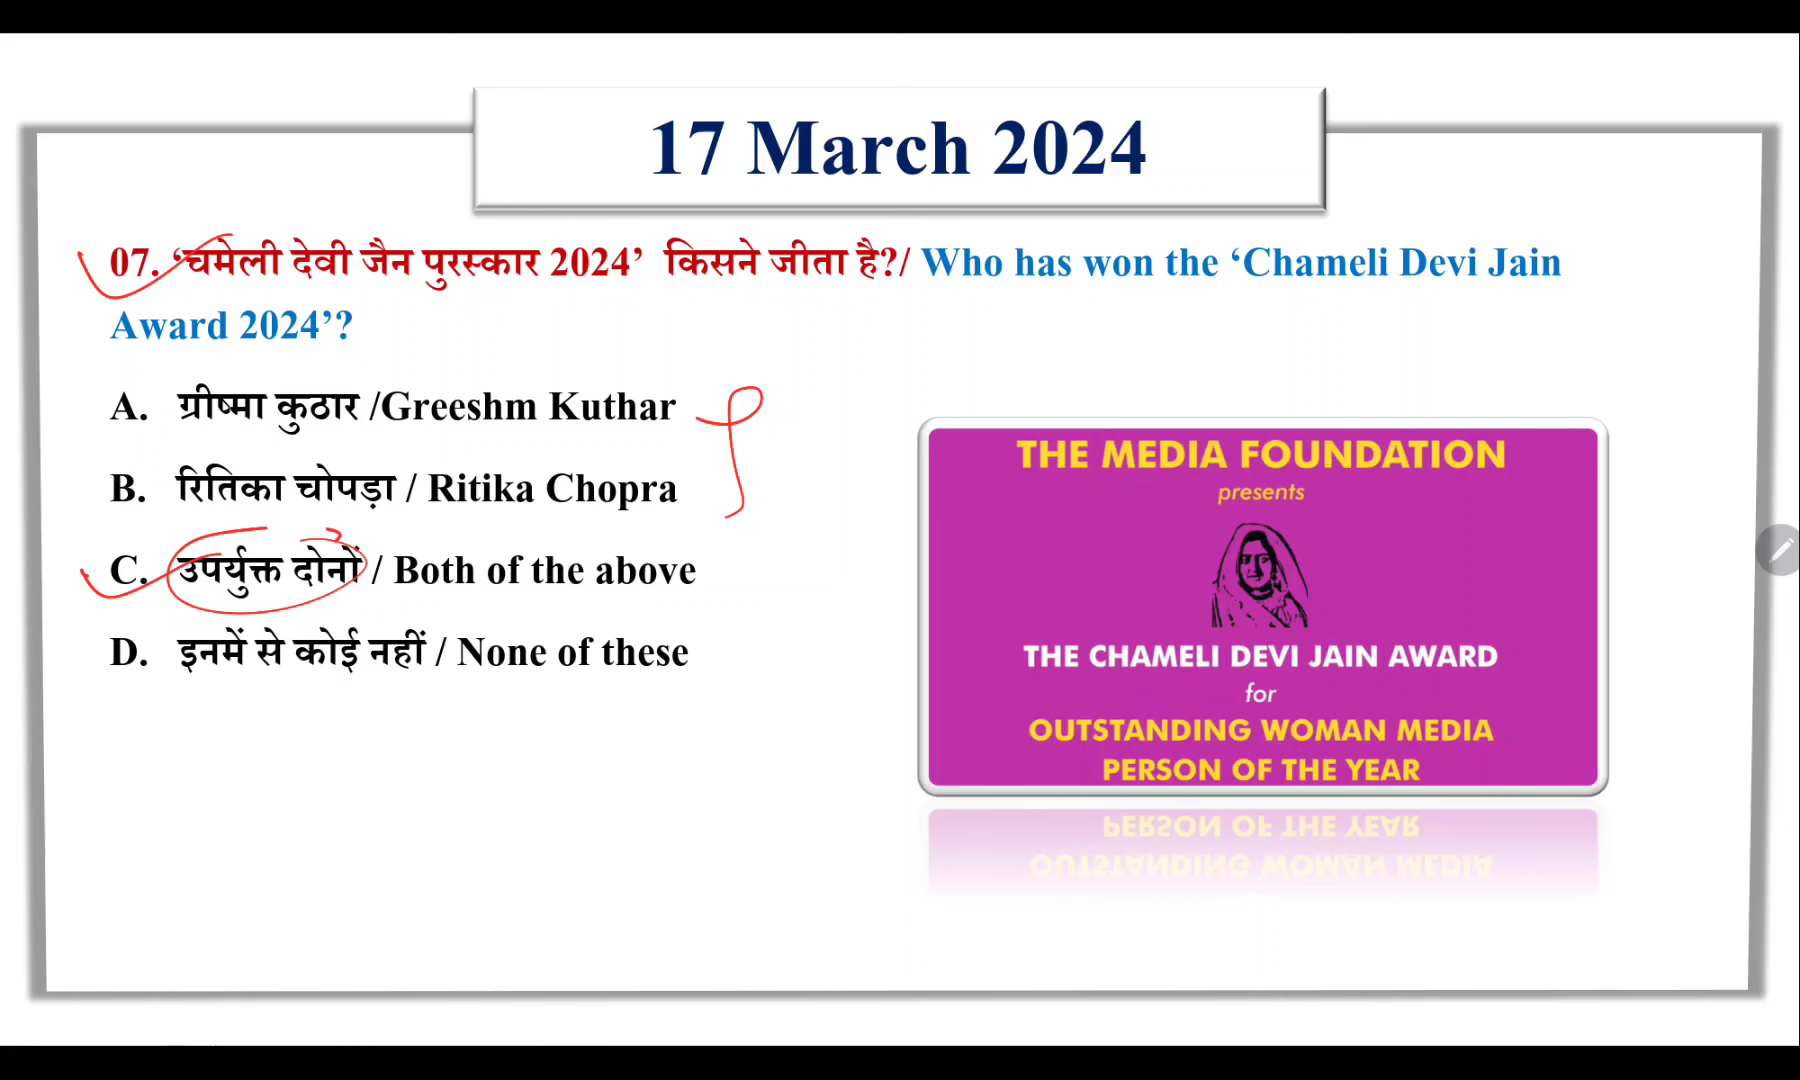 17 March 2024
07. ‘चमेली देवी जैन पुरस्कार 2024’ किसने जीता है?/ Who has won the ‘Chameli Devi Jain
Award 2024’?
A. ग्रीष्मा कुठार /Greeshm Kuthar
B. रितिका चोपड़ा / Ritika Chopra
C. उपर्युक्त दोनों / Both of the above
D. इनमें से कोई नहीं / None of these
THE MEDIA FOUNDATION
presents
THE CHAMELI DEVI JAIN AWARD
for
OUTSTANDING WOMAN MEDIA
PERSON OF THE YEAR